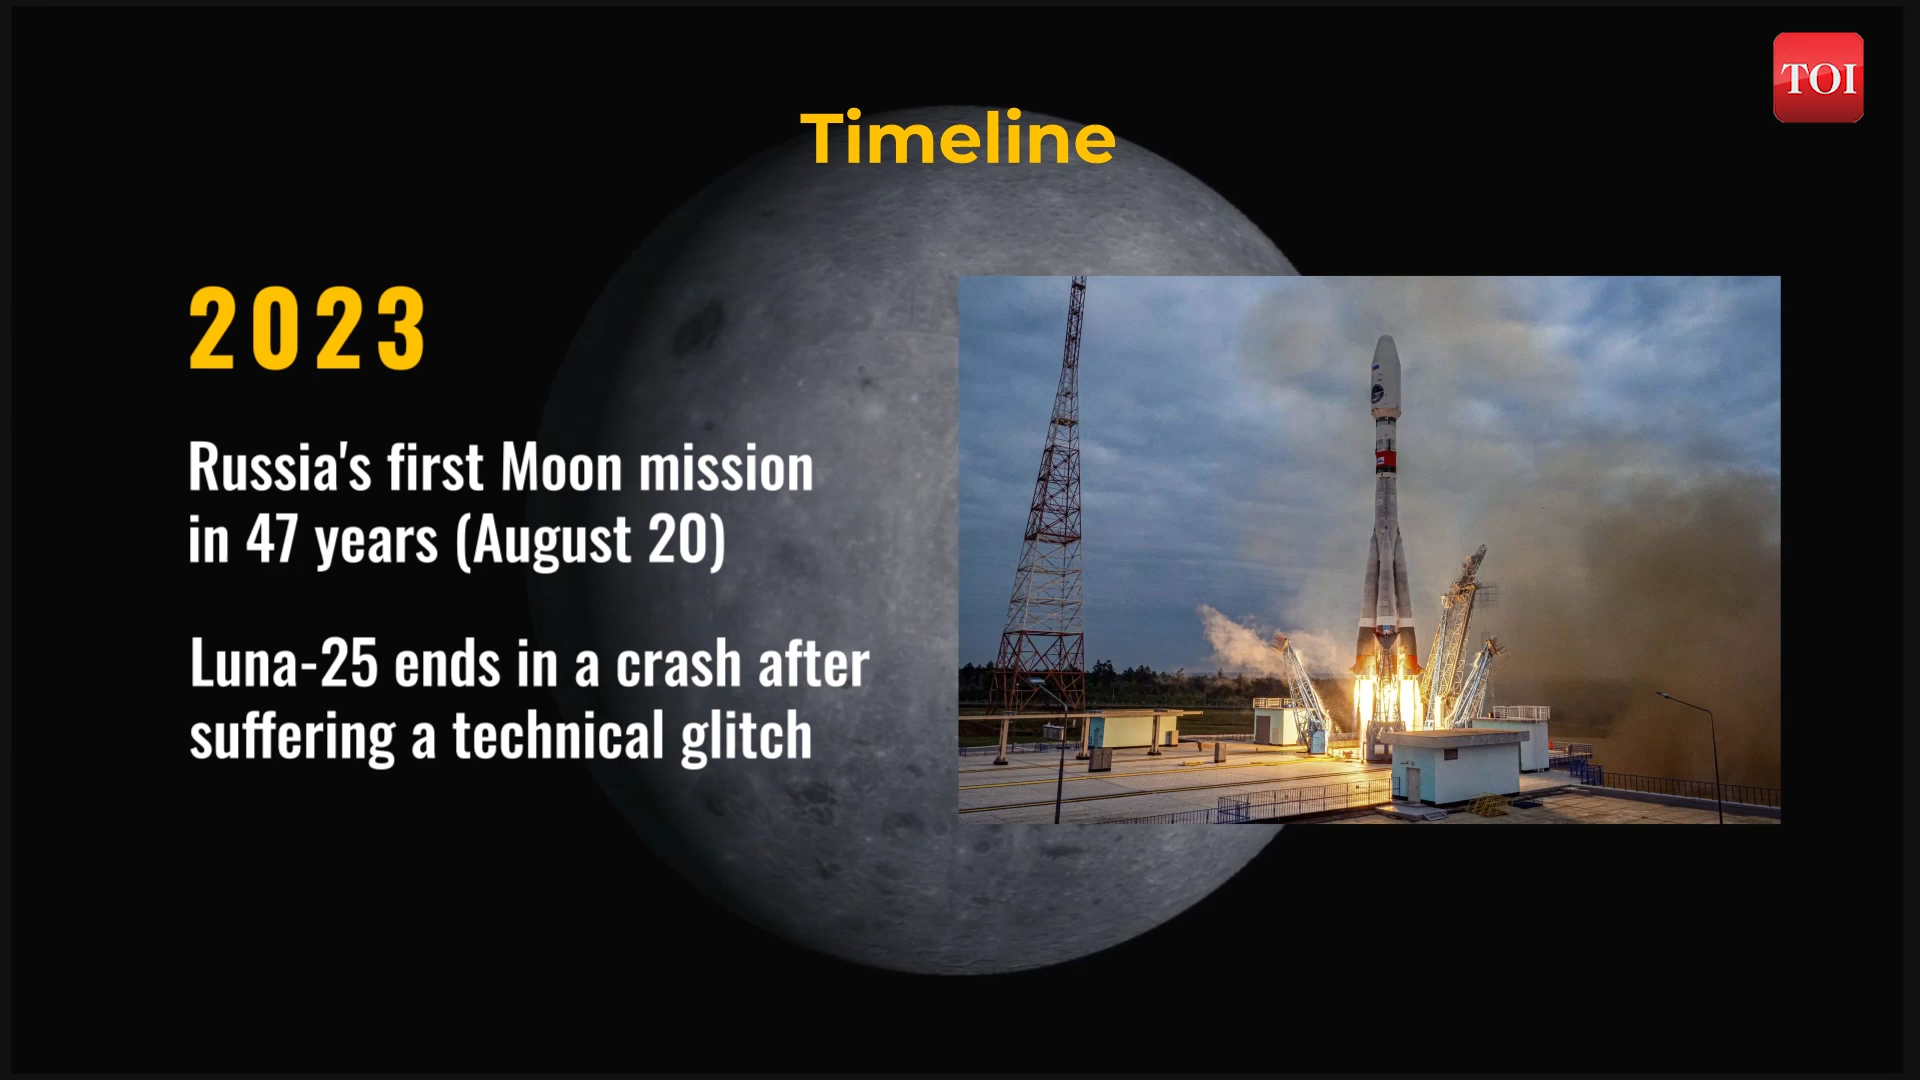 TOI
Timeline
2023
Russia's first Moon mission
in 47 years (August 20)
Luna-25 ends in a crash after
suffering a technical glitch